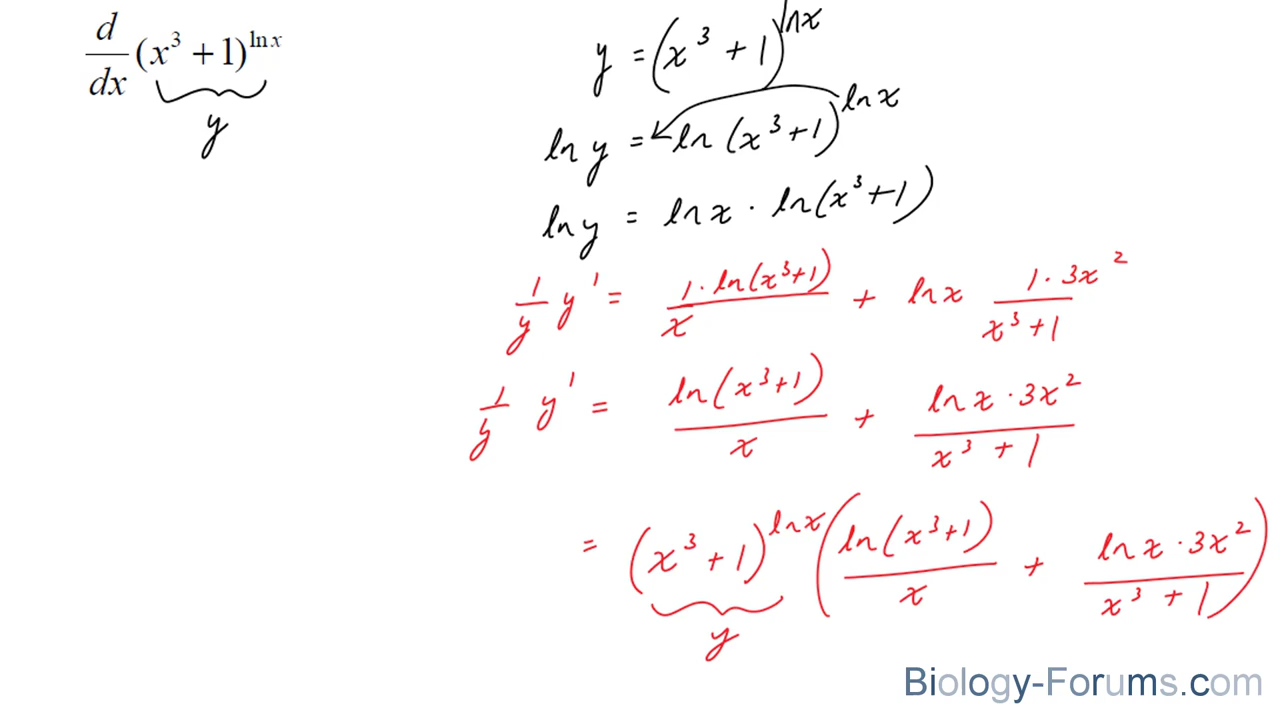 d/dx (x³ + 1)^(ln x)
y
y = (x³ + 1)^(ln x)
ln y = ln (x³+1)^(ln x)
ln y = ln x · ln(x³+1)
1/y y' = 1 · ln(x³+1)/x + ln x 1 · 3x²/x³+1
1/y y' = ln(x³+1)/x + ln x · 3x²/x³ + 1
= (x³ + 1)^(ln x) (ln(x³+1)/x + ln x · 3x²/x³ + 1)
y
Biology-Forums.com